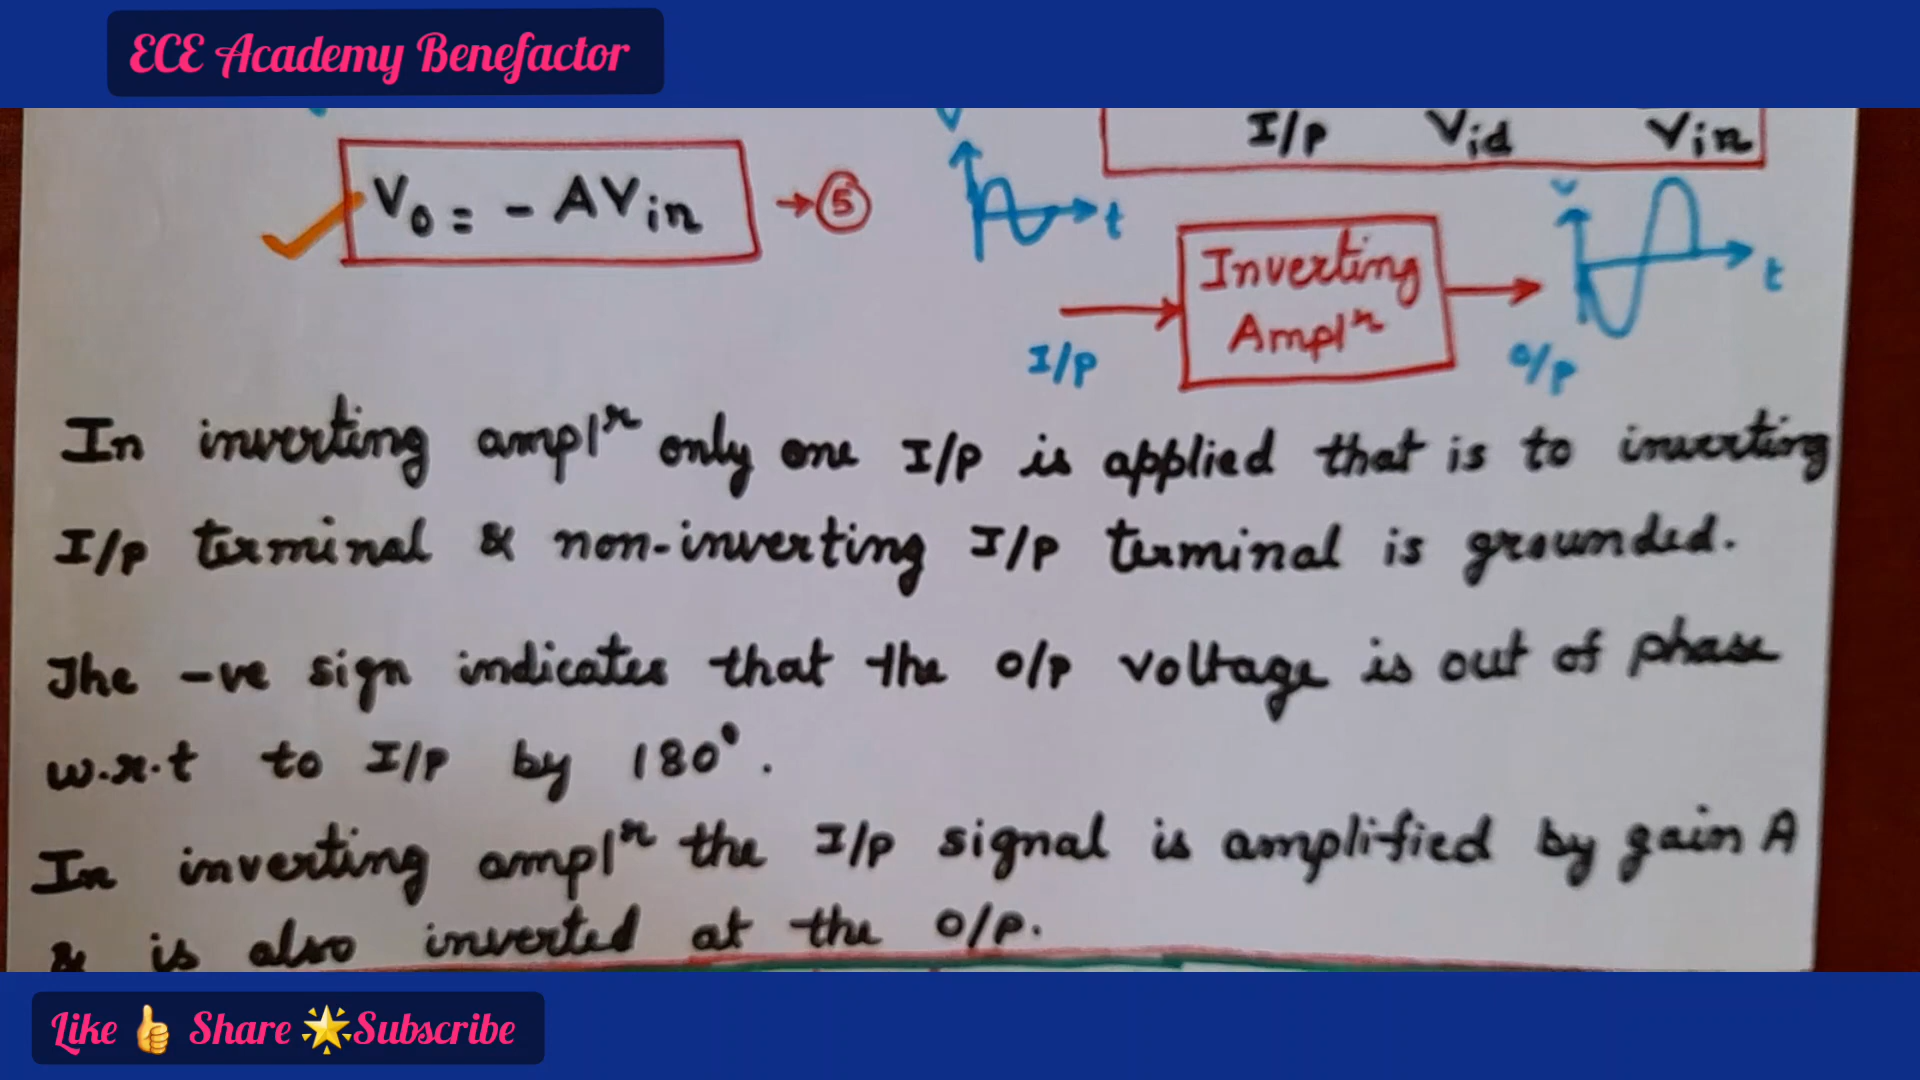 ECE Academy Benefactor
I/P Vid Vin
Vo = - AVin → 5
t
V
t
Inverting
Amplr
I/P
O/P
In inverting amplr only one I/P is applied that is to inverting
I/P terminal & non-inverting I/P terminal is grounded.
The -ve sign indicates that the O/P voltage is out of phase
w.r.t to I/P by 180°.
In inverting amplr the I/P signal is amplified by gain A
& is also inverted at the O/P.
Like 👍 Share 🌟Subscribe